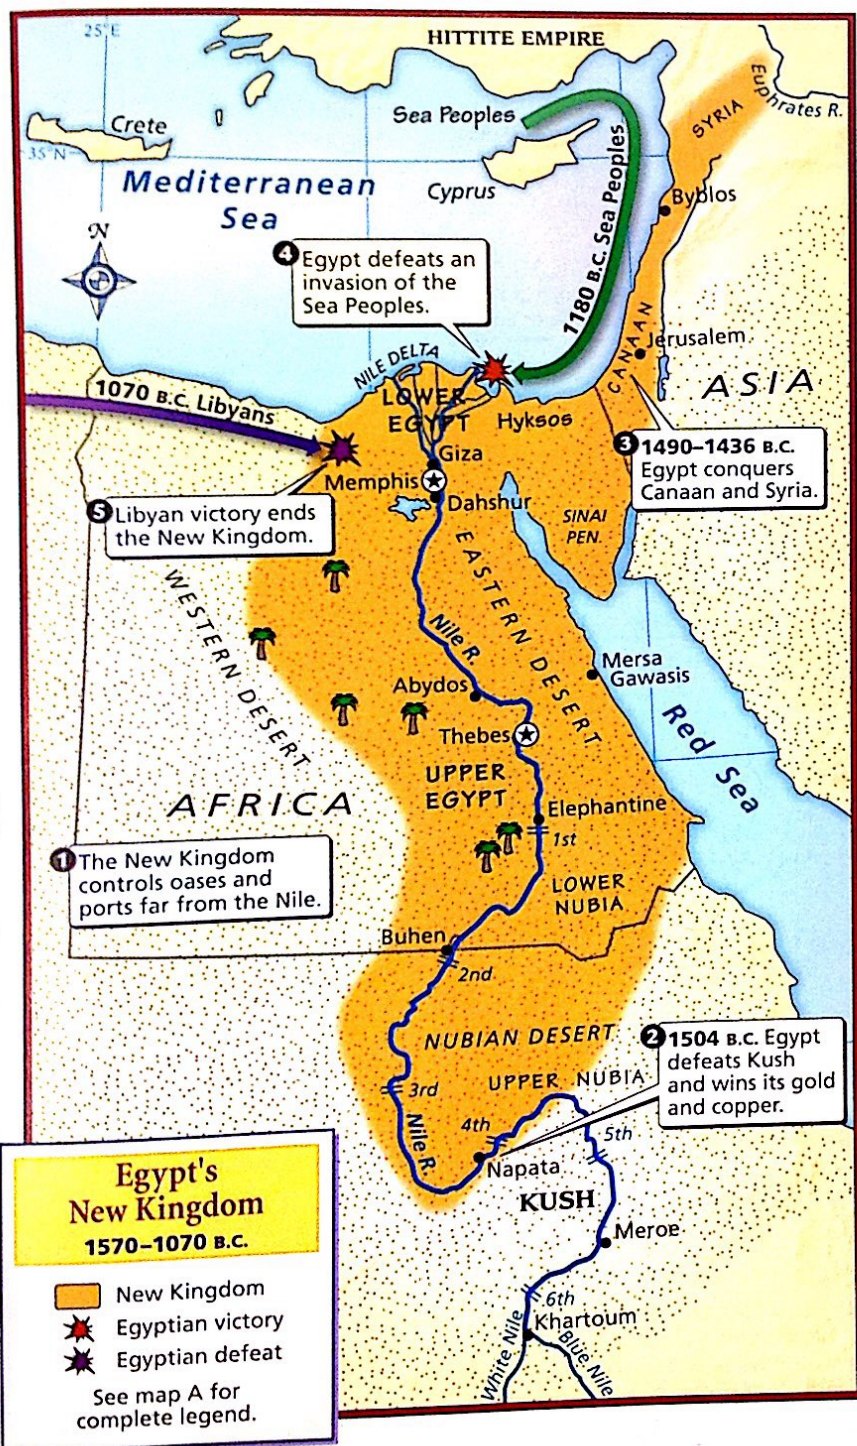 25°E
HITTITE EMPIRE
Euphrates R.
SYRIA
Sea Peoples
Crete
35°N
Mediterranean
Sea
Cyprus
Byblos
N
1180 B.C. Sea Peoples
4 Egypt defeats an
invasion of the
Sea Peoples.
CANAAN
Jerusalem
NILE DELTA
ASIA
1070 B.C. Libyans
LOWER
EGYPT
Hyksos
3 1490–1436 B.C.
Egypt conquers
Canaan and Syria.
Giza
Memphis
Dahshur
5 Libyan victory ends
the New Kingdom.
SINAI
PEN.
WESTERN DESERT
EASTERN DESERT
Nile R.
Mersa
Gawasis
Abydos
Red Sea
Thebes
UPPER
EGYPT
AFRICA
Elephantine
1st
1 The New Kingdom
controls oases and
ports far from the Nile.
LOWER
NUBIA
Buhen
2nd
NUBIAN DESERT
2 1504 B.C. Egypt
defeats Kush
and wins its gold
and copper.
3rd
UPPER NUBIA
4th
5th
Nile R.
Napata
KUSH
Meroe
6th
Khartoum
White Nile
Blue Nile
Egypt's
New Kingdom
1570–1070 B.C.
New Kingdom
Egyptian victory
Egyptian defeat
See map A for
complete legend.